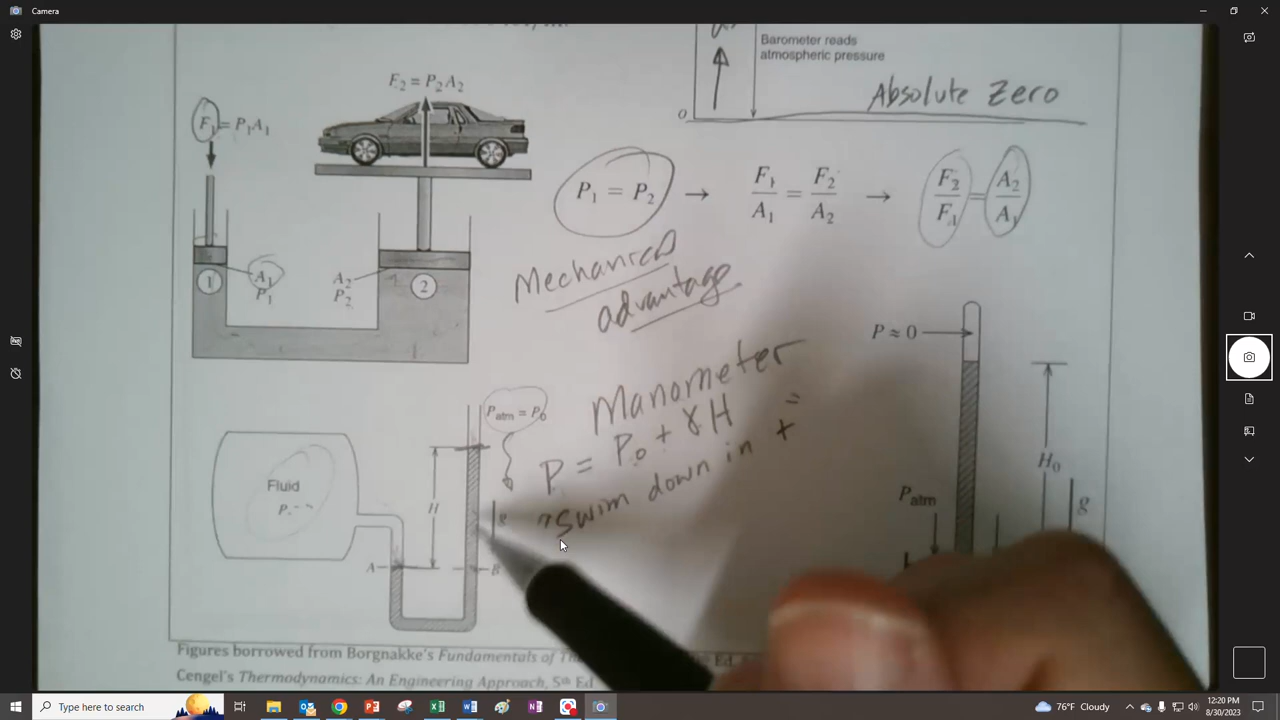 Camera
Barometer reads
atmospheric pressure
0
Absolute Zero
F₂ = P₂A₂
F₁ = P₁A₁
P₁ = P₂ → F₁/A₁ = F₂/A₂ → F₂/F₁ = A₂/A₁
1
A₁
P₁
A₂
P₂
2
Mechanical
advantage
P ≈ 0
Manometer
Patm = P₀
P = P₀ + γH
"Swim down in + "
Fluid
P
H
g
A
B
H₀
Patm
g
Figures borrowed from Borgnakke's Fundamentals of Ed.
Cengel's Thermodynamics: An Engineering Approach, 5th Ed
Type here to search
76°F Cloudy
12:20 PM
8/30/2023